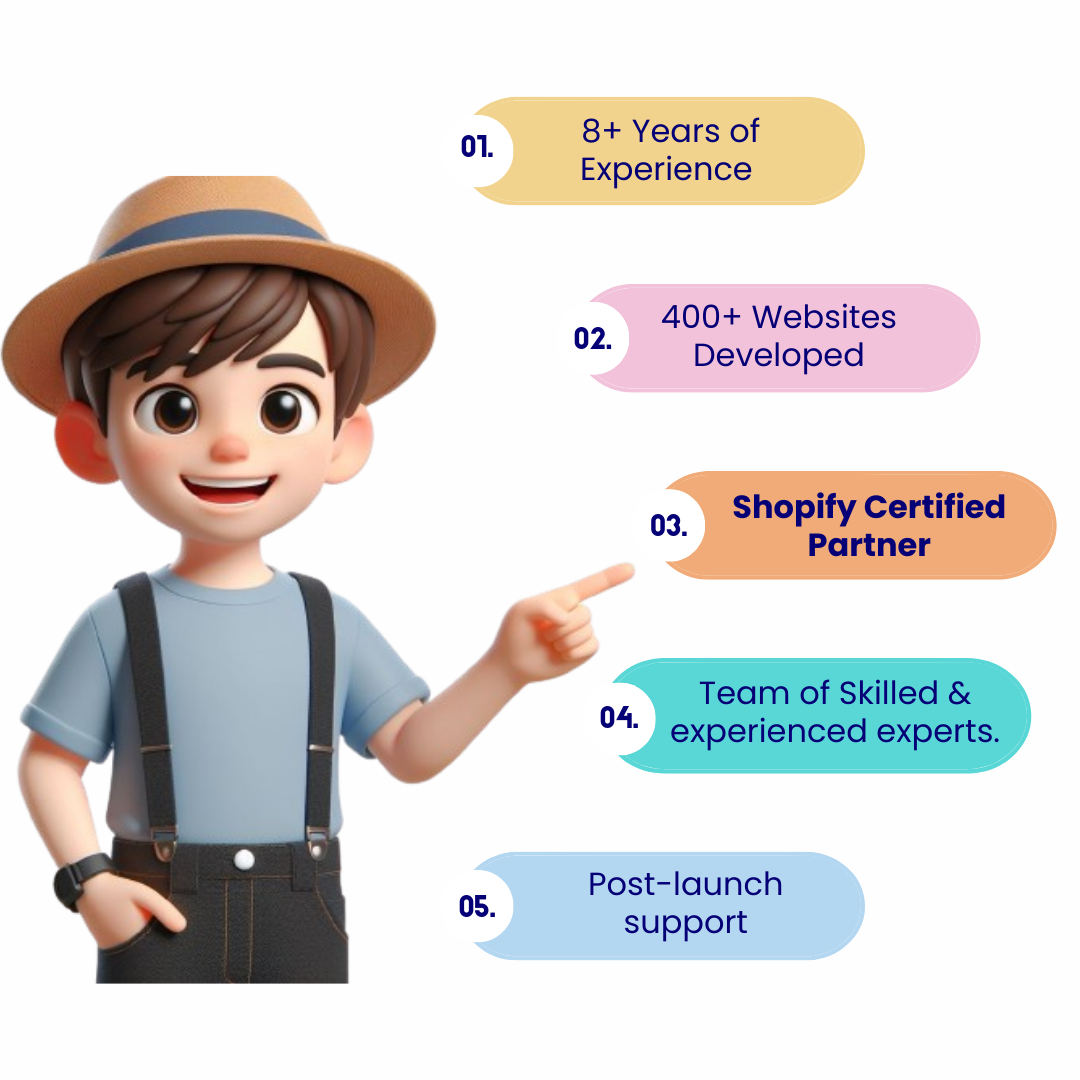 01.
8+ Years of
Experience
02.
400+ Websites
Developed
03.
Shopify Certified
Partner
04.
Team of Skilled &
experienced experts.
05.
Post-launch
support